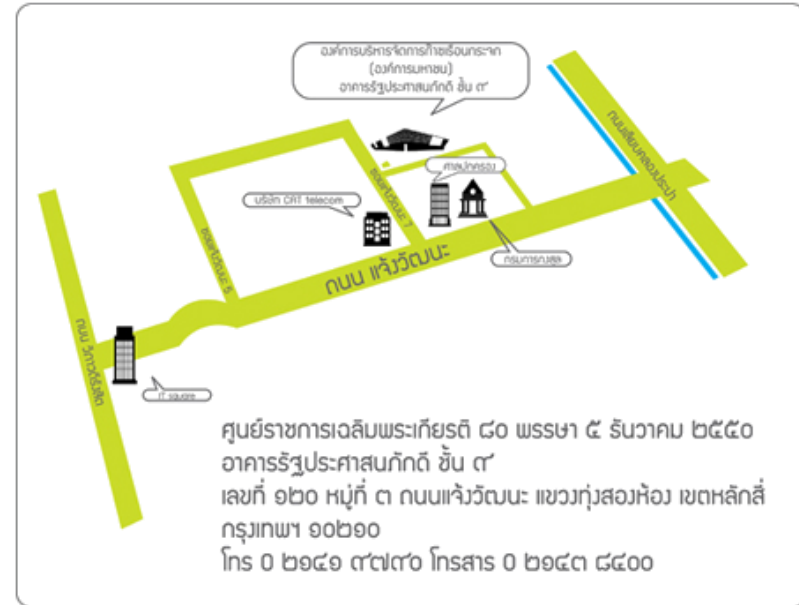 องค์การบริหารจัดการก๊าซเรือนกระจก
(องค์การมหาชน)
อาคารรัฐประศาสนภักดี ชั้น ๙
ถนนเลียบคลองประปา
ศาลปกครอง
ซอยแจ้งวัฒนะ 7
บริษัท CAT telecom
ซอยแจ้งวัฒนะ 5
กรมการกงสุล
ถนน แจ้งวัฒนะ
ถนน วิภาวดีรังสิต
IT square
ศูนย์ราชการเฉลิมพระเกียรติ ๘๐ พรรษา ๕ ธันวาคม ๒๕๕๐
อาคารรัฐประศาสนภักดี ชั้น ๙
เลขที่ ๑๒๐ หมู่ที่ ๓ ถนนแจ้งวัฒนะ แขวงทุ่งสองห้อง เขตหลักสี่
กรุงเทพฯ ๑๐๒๑๐
โทร 0 ๒๑๔๑ ๙๗๙๐ โทรสาร 0 ๒๑๔๓ ๘๔๐๐